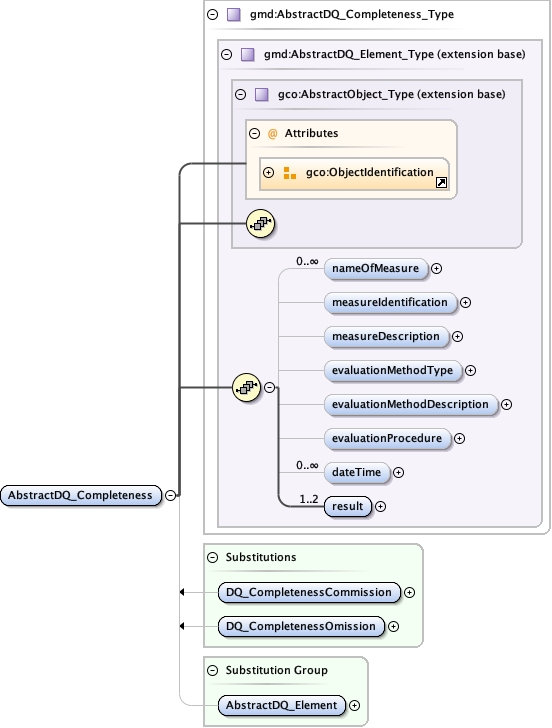 gmd:AbstractDQ_Completeness_Type
gmd:AbstractDQ_Element_Type (extension base)
gco:AbstractObject_Type (extension base)
@ Attributes
gco:ObjectIdentification
0..∞
nameOfMeasure
measureIdentification
measureDescription
evaluationMethodType
evaluationMethodDescription
evaluationProcedure
0..∞
dateTime
1..2
result
AbstractDQ_Completeness
Substitutions
DQ_CompletenessCommission
DQ_CompletenessOmission
Substitution Group
AbstractDQ_Element